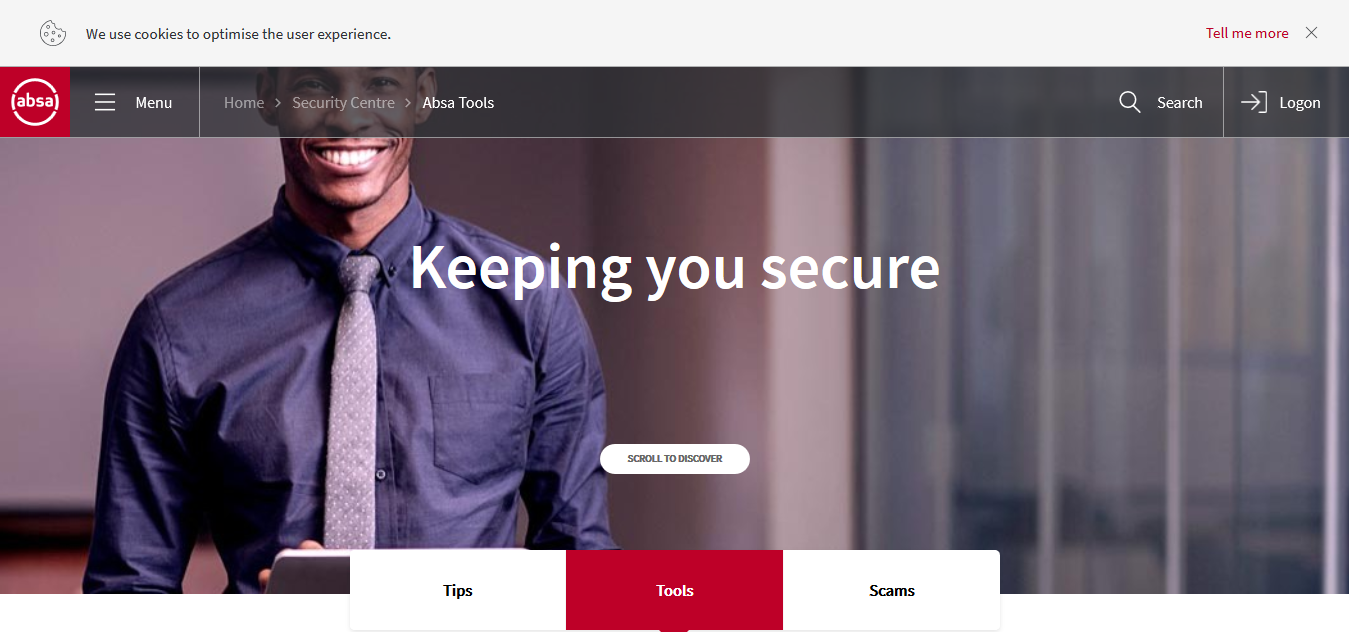 We use cookies to optimise the user experience.
Tell me more
absa
Menu
Home > Security Centre > Absa Tools
Search
Logon
Keeping you secure
SCROLL TO DISCOVER
Tips
Tools
Scams